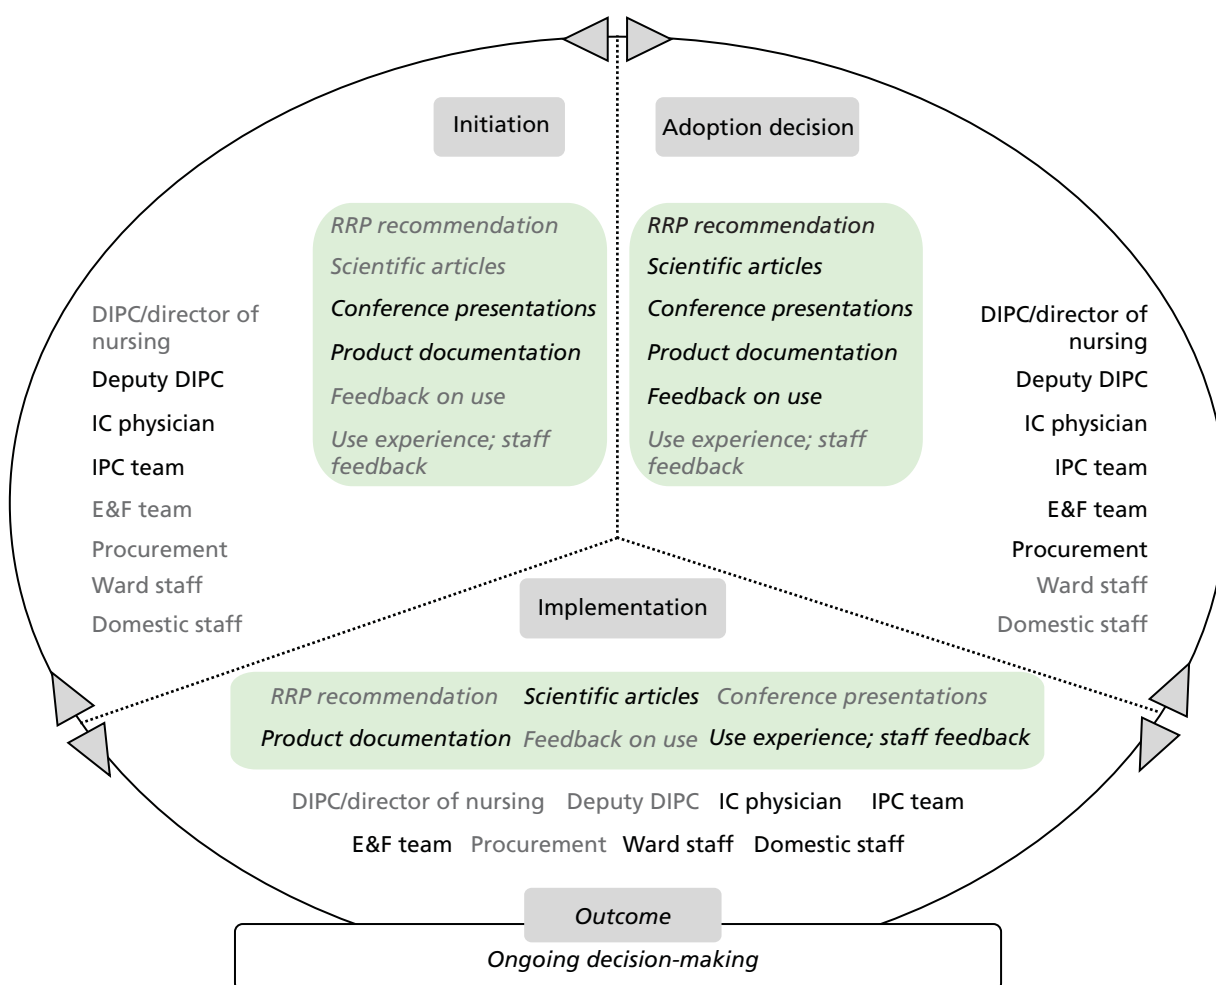 Initiation
Adoption decision
RRP recommendation
Scientific articles
Conference presentations
Product documentation
Feedback on use
Use experience; staff
feedback
RRP recommendation
Scientific articles
Conference presentations
Product documentation
Feedback on use
Use experience; staff
feedback
DIPC/director of
nursing
Deputy DIPC
IC physician
IPC team
E&F team
Procurement
Ward staff
Domestic staff
DIPC/director of
nursing
Deputy DIPC
IC physician
IPC team
E&F team
Procurement
Ward staff
Domestic staff
Implementation
RRP recommendation Scientific articles Conference presentations
Product documentation Feedback on use Use experience; staff feedback
DIPC/director of nursing Deputy DIPC IC physician IPC team
E&F team Procurement Ward staff Domestic staff
Outcome
Ongoing decision-making